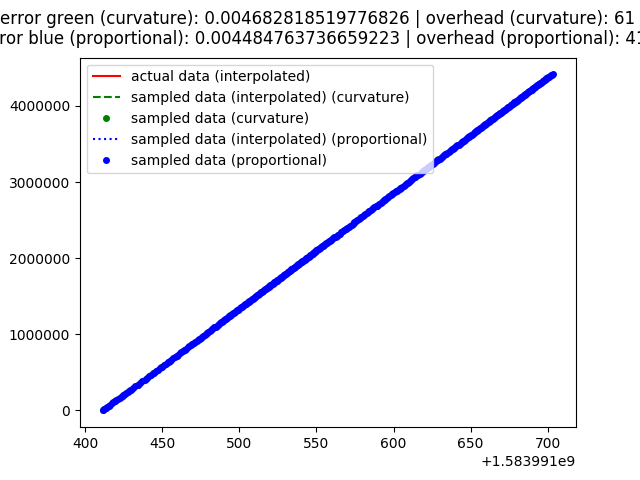 error green (curvature): 0.004682818519776826 | overhead (curvature): 61
ror blue (proportional): 0.004484763736659223 | overhead (proportional): 41
actual data (interpolated)
sampled data (interpolated) (curvature)
sampled data (curvature)
sampled data (interpolated) (proportional)
sampled data (proportional)
4000000
3000000
2000000
1000000
0
400 450 500 550 600 650 700
+1.583991e9